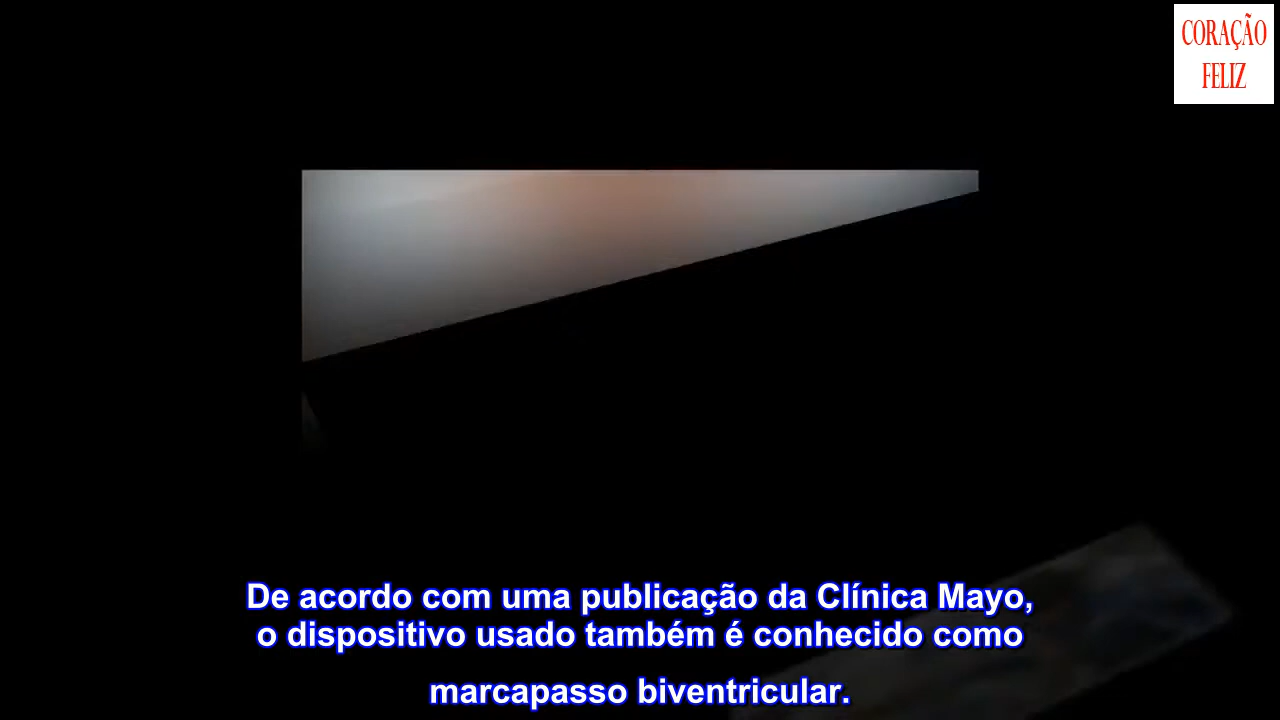 CORAÇÃO
FELIZ
De acordo com uma publicação da Clínica Mayo,
o dispositivo usado também é conhecido como
marcapasso biventricular.